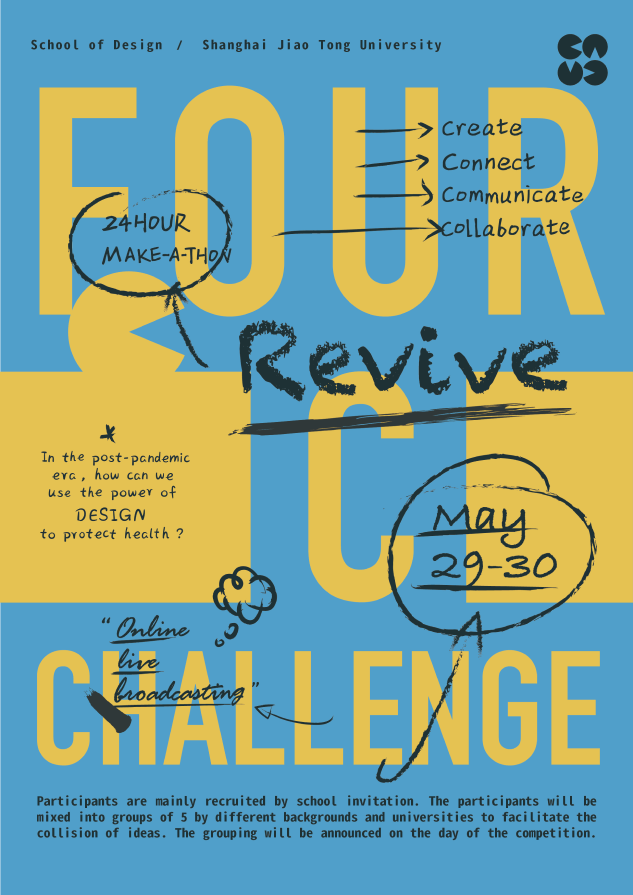 School of Design / Shanghai Jiao Tong University
FOUR
Create
Connect
Communicate
Collaborate
24HOUR
MAKE-A-THON
Revive
C
In the post-pandemic
era, how can we
use the power of
DESIGN
to protect health ?
May
29-30
“Online
live
broadcasting”
CHALLENGE
Participants are mainly recruited by school invitation. The participants will be
mixed into groups of 5 by different backgrounds and universities to facilitate the
collision of ideas. The grouping will be announced on the day of the competition.